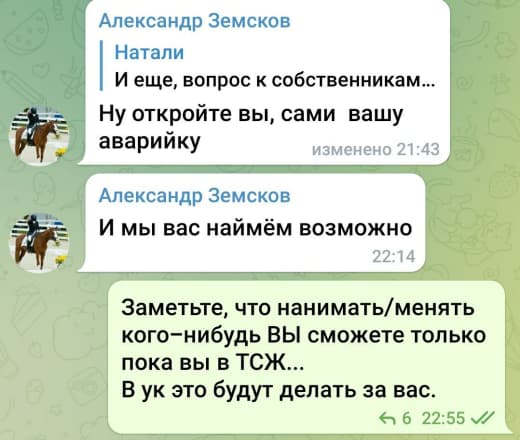 Александр Земсков
Натали
И еще, вопрос к собственникам...
Ну откройте вы, сами вашу
аварийку
изменено 21:43
Александр Земсков
И мы вас наймём возможно
22:14
Заметьте, что нанимать/менять
кого-нибудь ВЫ сможете только
пока вы в ТСЖ...
В ук это будут делать за вас.
6 22:55